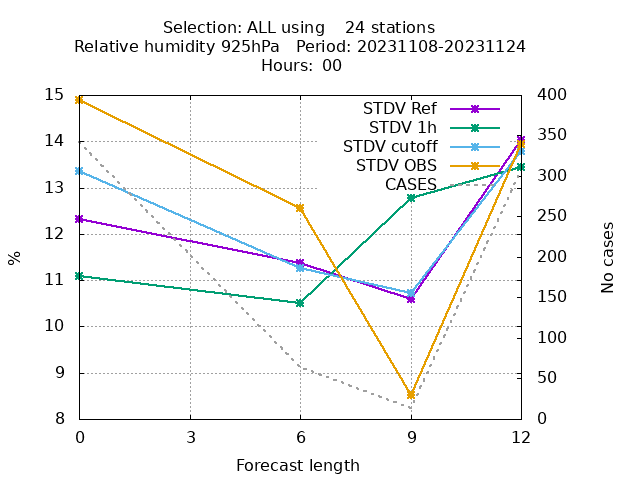 Selection: ALL using    24 stations
Relative humidity 925hPa   Period: 20231108-20231124
Hours: 00
STDV Ref
STDV 1h
STDV cutoff
STDV OBS
CASES
15
14
13
12
11
10
9
8
%
400
350
300
250
200
150
100
50
0
No cases
0 3 6 9 12
Forecast length